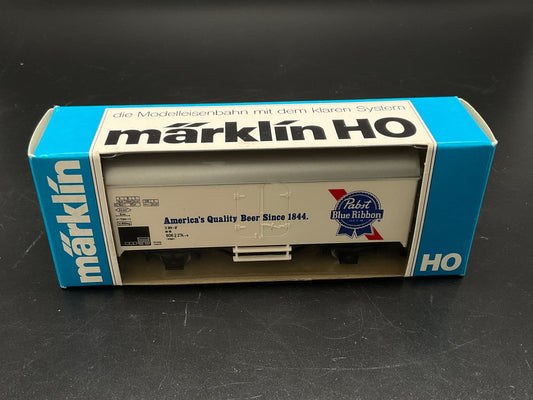 die Modelleisenbahn mit dem klaren System
märklin HO
märklin
America's Quality Beer Since 1844.
Pabst
Blue Ribbon
HO